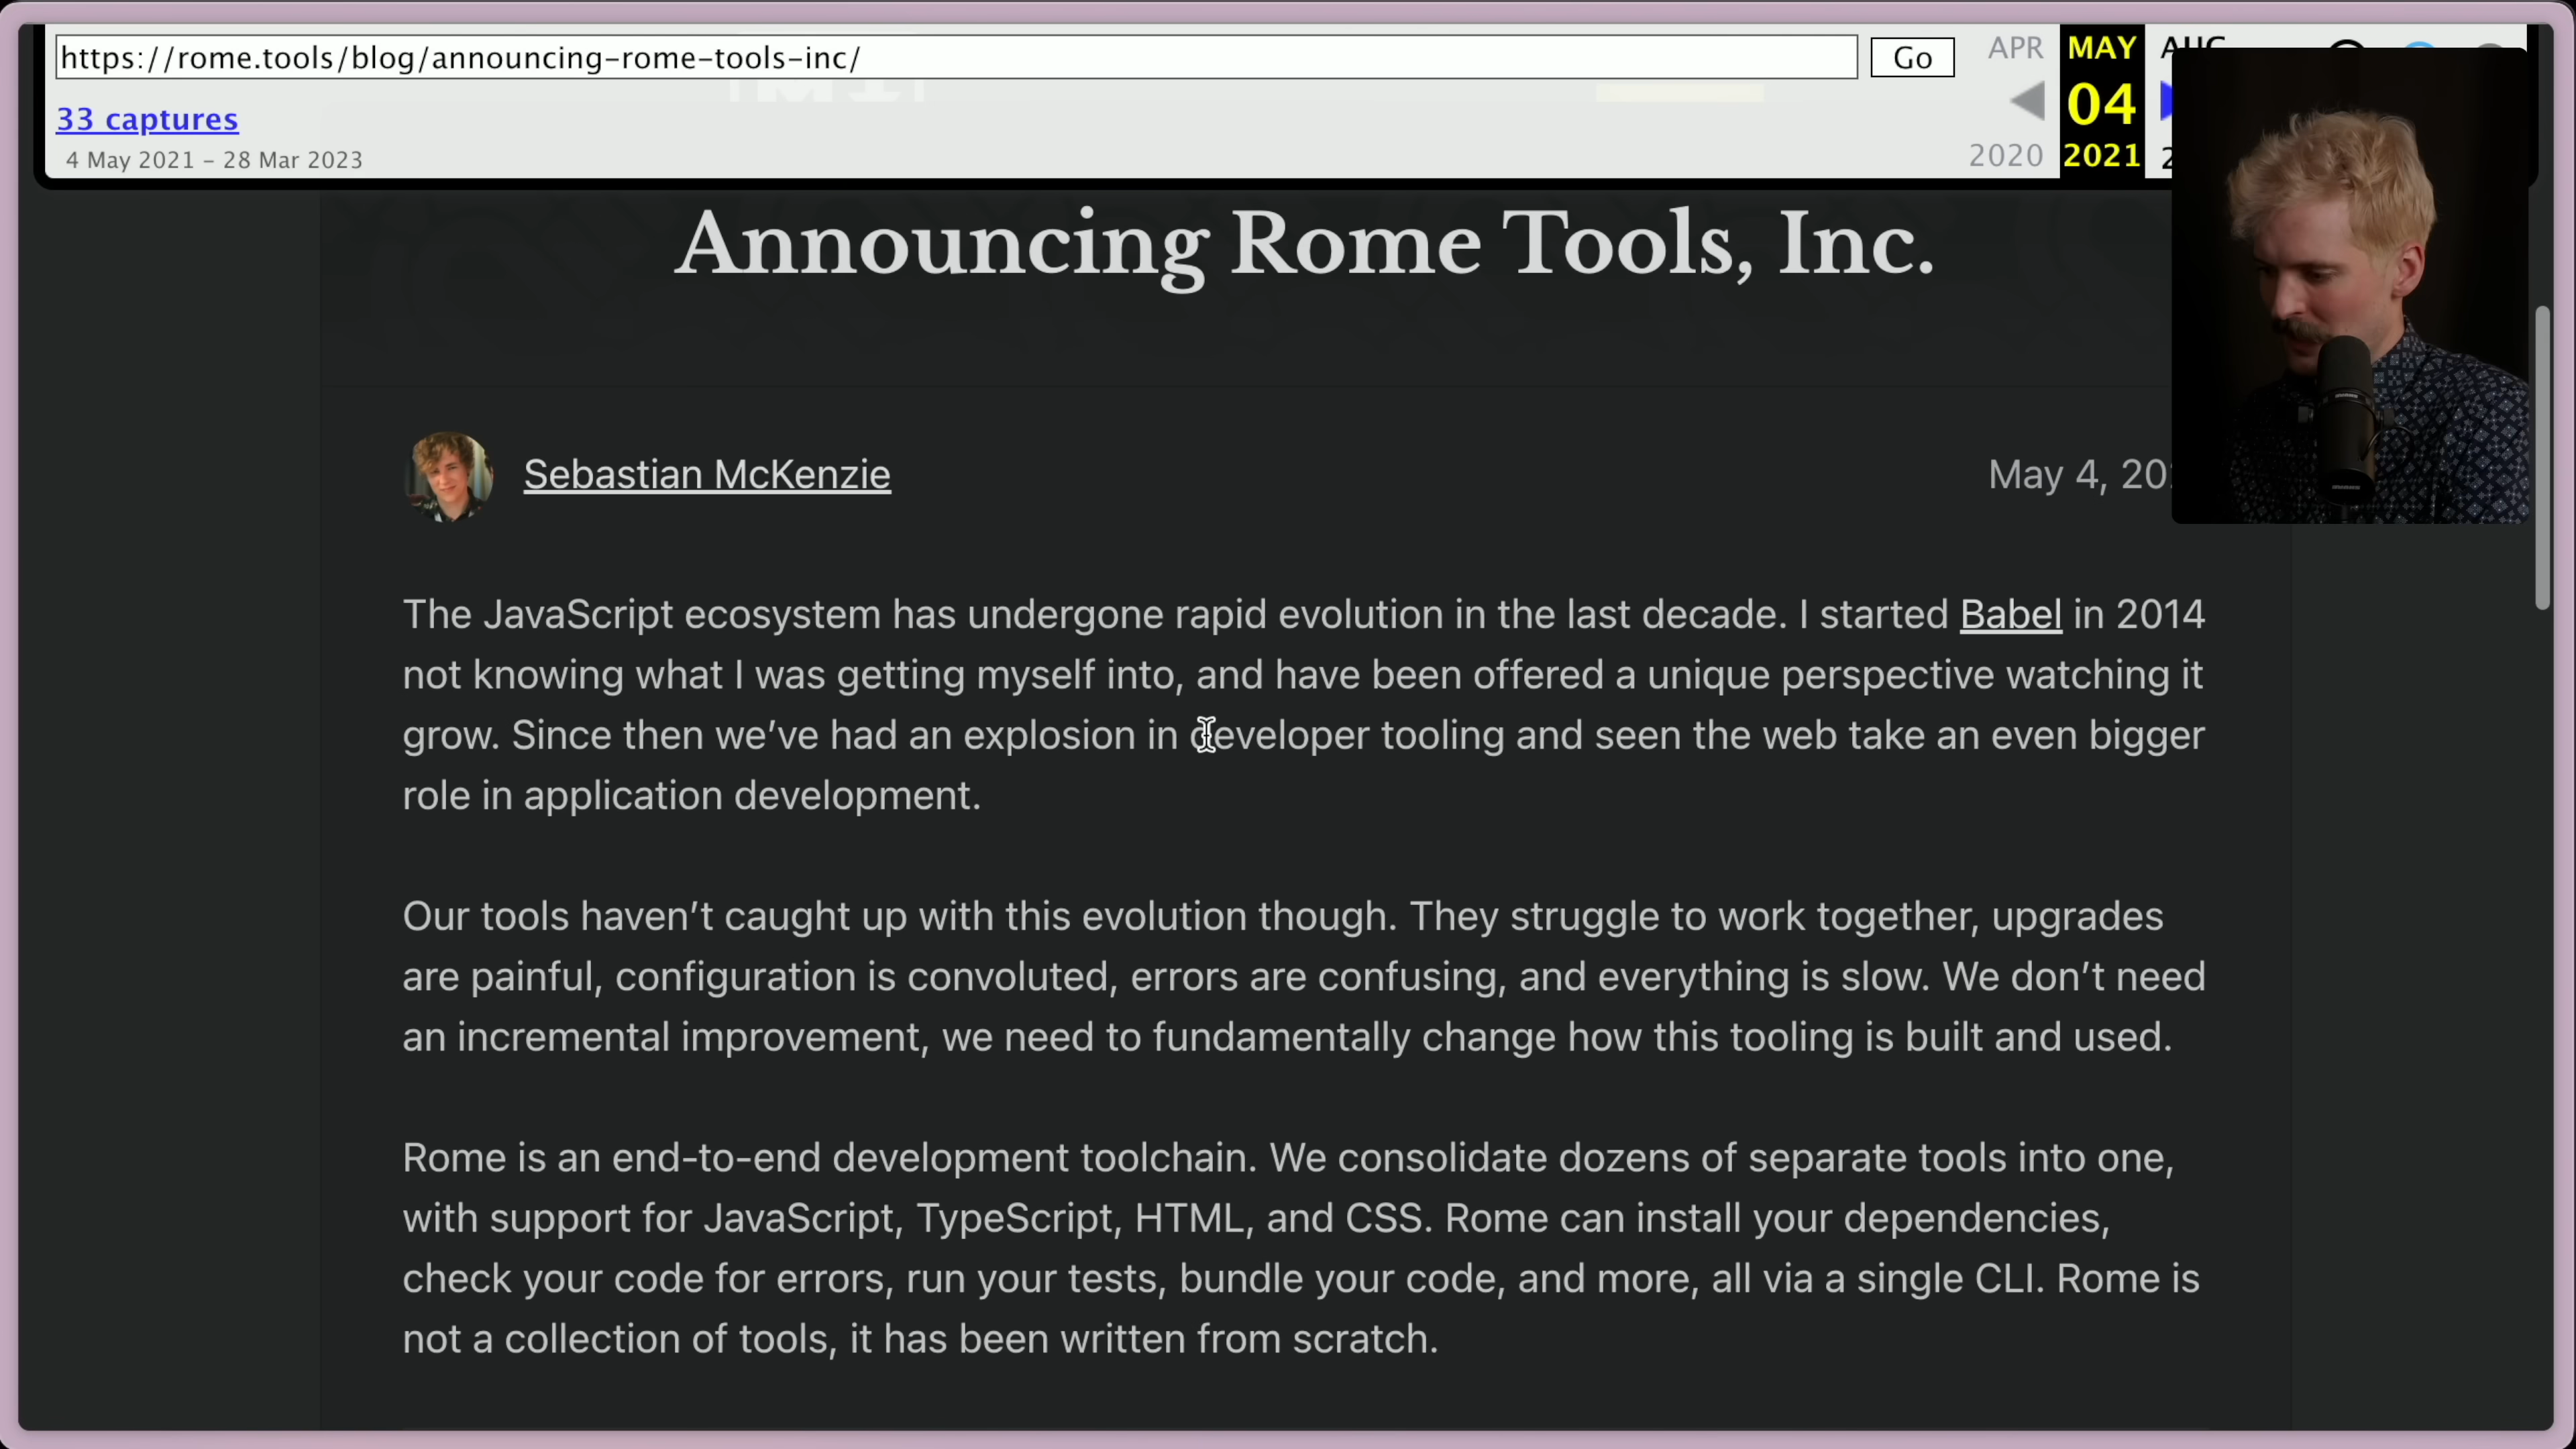 https://rome.tools/blog/announcing-rome-tools-inc/
Go
APR
MAY
33 captures
04
4 May 2021 – 28 Mar 2023
2020
2021
Announcing Rome Tools, Inc.
Sebastian McKenzie
May 4,
The JavaScript ecosystem has undergone rapid evolution in the last decade. I started Babel in 2014
not knowing what I was getting myself into, and have been offered a unique perspective watching it
grow. Since then we’ve had an explosion in developer tooling and seen the web take an even bigger
role in application development.
Our tools haven’t caught up with this evolution though. They struggle to work together, upgrades
are painful, configuration is convoluted, errors are confusing, and everything is slow. We don’t need
an incremental improvement, we need to fundamentally change how this tooling is built and used.
Rome is an end-to-end development toolchain. We consolidate dozens of separate tools into one,
with support for JavaScript, TypeScript, HTML, and CSS. Rome can install your dependencies,
check your code for errors, run your tests, bundle your code, and more, all via a single CLI. Rome is
not a collection of tools, it has been written from scratch.